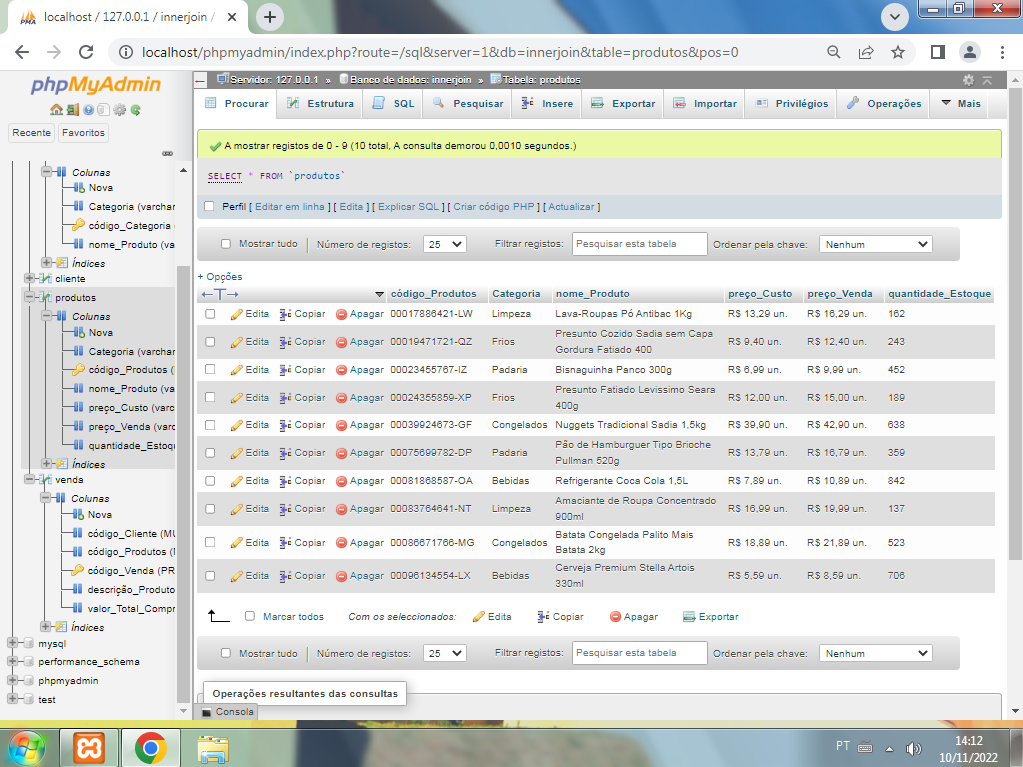 localhost / 127.0.0.1 / innerjoin /
localhost/phpmyadmin/index.php?route=/sql&server=1&db=innerjoin&table=produtos&pos=0
phpMyAdmin
Recente Favoritos
Colunas
Nova
Categoria (varchar
código_Categoria
nome_Produto (va
Índices
cliente
produtos
Colunas
Nova
Categoria (varchar
código_Produtos (
nome_Produto (va
preço_Custo (varc
preço_Venda (varc
quantidade_Estoqu
Índices
venda
Colunas
Nova
código_Cliente (MU
código_Produtos (M
código_Venda (PR
descrição_Produto
valor_Total_Compr
Índices
mysql
performance_schema
phpmyadmin
test
Servidor: 127.0.0.1 » Banco de dados: innerjoin » Tabela: produtos
Procurar Estrutura SQL Pesquisar Insere Exportar Importar Privilégios Operações Mais
A mostrar registos de 0 - 9 (10 total, A consulta demorou 0,0010 segundos.)
SELECT * FROM `produtos`
Perfil [ Editar em linha ] [ Edita ] [ Explicar SQL ] [ Criar código PHP ] [ Actualizar ]
Mostrar tudo Número de registos: 25 Filtrar registos: Pesquisar esta tabela Ordenar pela chave: Nenhum
+ Opções
←T→ código_Produtos Categoria nome_Produto preço_Custo preço_Venda quantidade_Estoque
Edita Copiar Apagar 00017886421-LW Limpeza Lava-Roupas Pó Antibac 1Kg R$ 13,29 un. R$ 16,29 un. 162
Edita Copiar Apagar 00019471721-QZ Frios Presunto Cozido Sadia sem Capa Gordura Fatiado 400 R$ 9,40 un. R$ 12,40 un. 243
Edita Copiar Apagar 00023455767-IZ Padaria Bisnaguinha Panco 300g R$ 6,99 un. R$ 9,99 un. 452
Edita Copiar Apagar 00024355859-XP Frios Presunto Fatiado Levissimo Seara 400g R$ 12,00 un. R$ 15,00 un. 189
Edita Copiar Apagar 00039924673-GF Congelados Nuggets Tradicional Sadia 1,5kg R$ 39,90 un. R$ 42,90 un. 638
Edita Copiar Apagar 00075699782-DP Padaria Pão de Hamburguer Tipo Brioche Pullman 520g R$ 13,79 un. R$ 16,79 un. 359
Edita Copiar Apagar 00081868587-OA Bebidas Refrigerante Coca Cola 1,5L R$ 7,89 un. R$ 10,89 un. 842
Edita Copiar Apagar 00083764641-NT Limpeza Amaciante de Roupa Concentrado 900ml R$ 16,99 un. R$ 19,99 un. 137
Edita Copiar Apagar 00086671766-MG Congelados Batata Congelada Palito Mais Batata 2kg R$ 18,89 un. R$ 21,89 un. 523
Edita Copiar Apagar 00096134554-LX Bebidas Cerveja Premium Stella Artois 330ml R$ 5,59 un. R$ 8,59 un. 706
Marcar todos Com os seleccionados: Edita Copiar Apagar Exportar
Mostrar tudo Número de registos: 25 Filtrar registos: Pesquisar esta tabela Ordenar pela chave: Nenhum
Operações resultantes das consultas
Consola
PT 14:12
10/11/2022